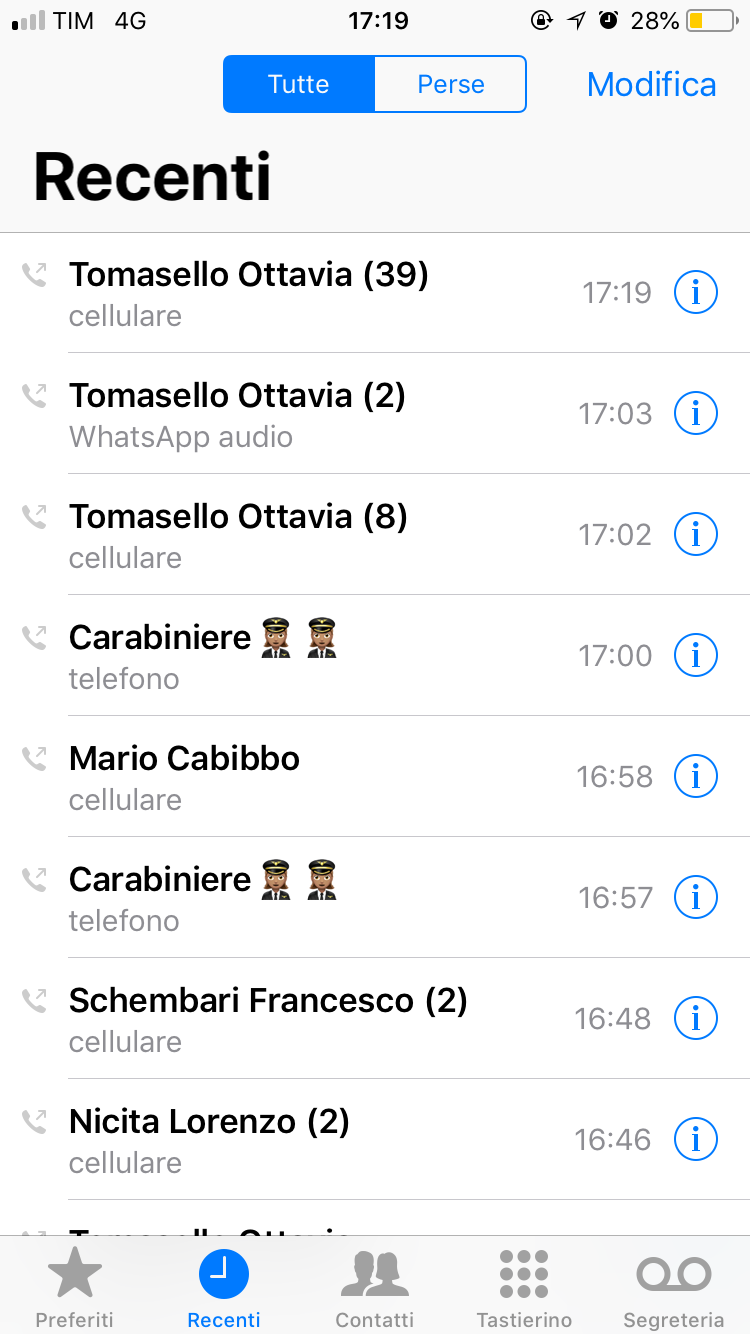 TIM 4G 17:19 28%
Tutte Perse Modifica
Recenti
Tomasello Ottavia (39)
cellulare
17:19
Tomasello Ottavia (2)
WhatsApp audio
17:03
Tomasello Ottavia (8)
cellulare
17:02
Carabiniere
telefono
17:00
Mario Cabibbo
cellulare
16:58
Carabiniere
telefono
16:57
Schembari Francesco (2)
cellulare
16:48
Nicita Lorenzo (2)
cellulare
16:46
Tomasello Ottavia
Preferiti Recenti Contatti Tastierino Segreteria